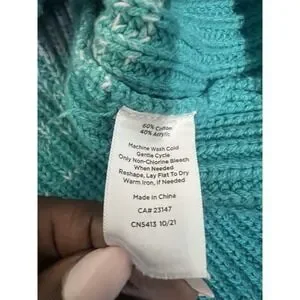 60% Cotton
40% Acrylic
Machine Wash Cold
Gentle Cycle
Only Non-Chlorine Bleach
When Needed
Reshape, Lay Flat To Dry
Warm Iron, if Needed
Made in China
CA# 23147
CN5413 10/21